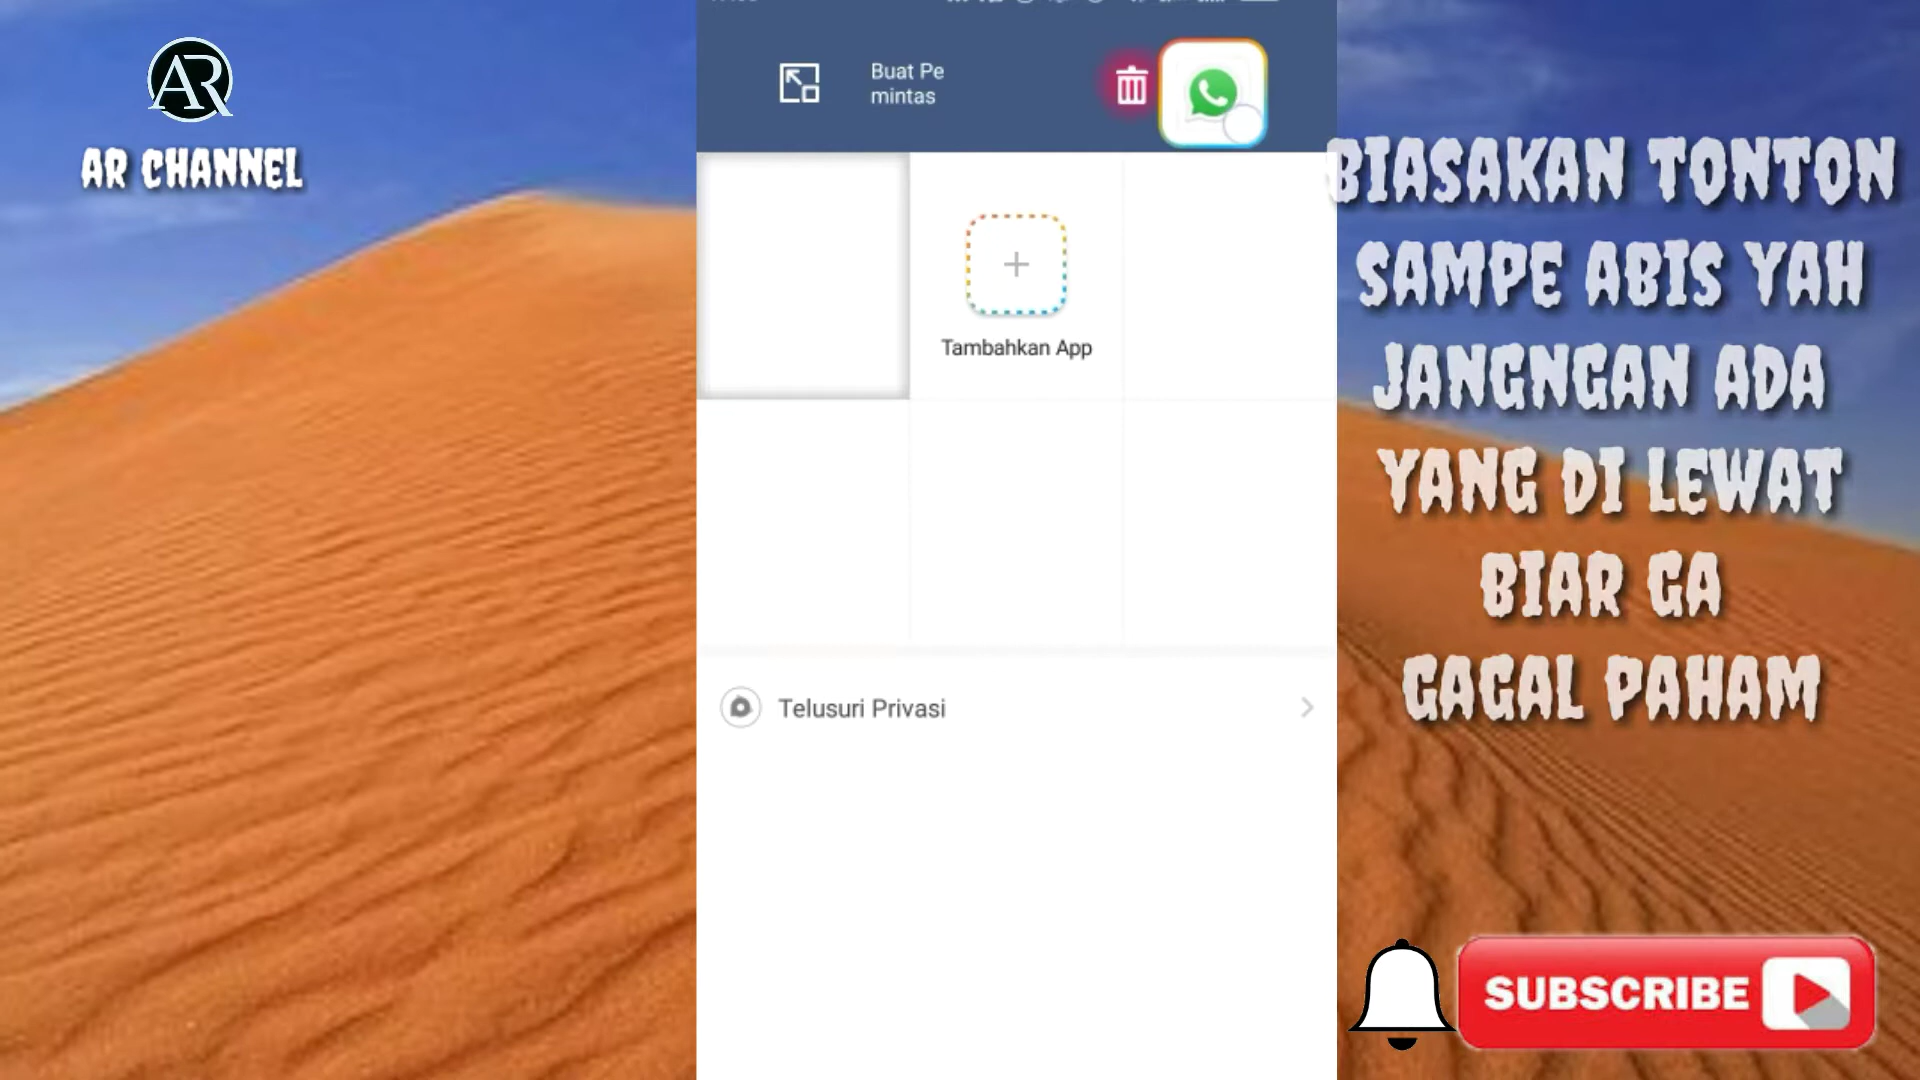 AR
AR CHANNEL
Buat Pe
mintas
Tambahkan App
Telusuri Privasi
BIASAKAN TONTON
SAMPE ABIS YAH
JANGNGAN ADA
YANG DI LEWAT
BIAR GA
GAGAL PAHAM
SUBSCRIBE